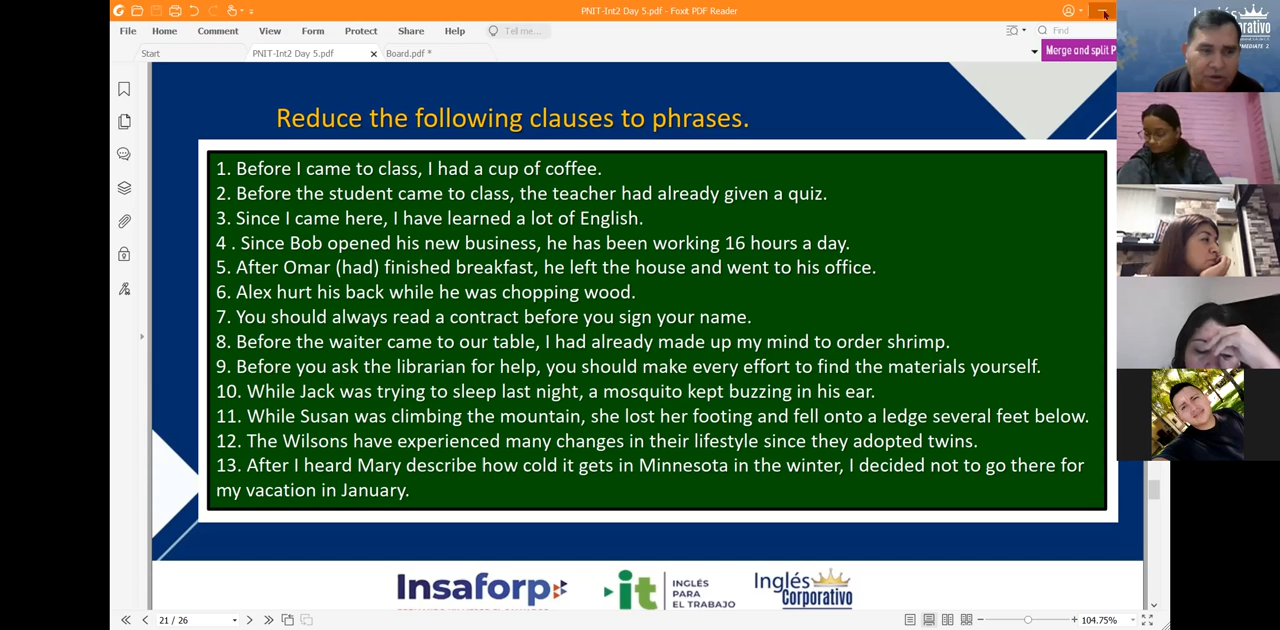 PNIT-Int2 Day 5.pdf - Foxit PDF Reader
File Home Comment View Form Protect Share Help Tell me... Find
Start PNIT-Int2 Day 5.pdf Board.pdf * Merge and split P
Reduce the following clauses to phrases.
1. Before I came to class, I had a cup of coffee.
2. Before the student came to class, the teacher had already given a quiz.
3. Since I came here, I have learned a lot of English.
4 . Since Bob opened his new business, he has been working 16 hours a day.
5. After Omar (had) finished breakfast, he left the house and went to his office.
6. Alex hurt his back while he was chopping wood.
7. You should always read a contract before you sign your name.
8. Before the waiter came to our table, I had already made up my mind to order shrimp.
9. Before you ask the librarian for help, you should make every effort to find the materials yourself.
10. While Jack was trying to sleep last night, a mosquito kept buzzing in his ear.
11. While Susan was climbing the mountain, she lost her footing and fell onto a ledge several feet below.
12. The Wilsons have experienced many changes in their lifestyle since they adopted twins.
13. After I heard Mary describe how cold it gets in Minnesota in the winter, I decided not to go there for
my vacation in January.
Insaforp
it
INGLÉS
PARA
EL TRABAJO
Inglés
Corporativo
21 / 26
104.75%